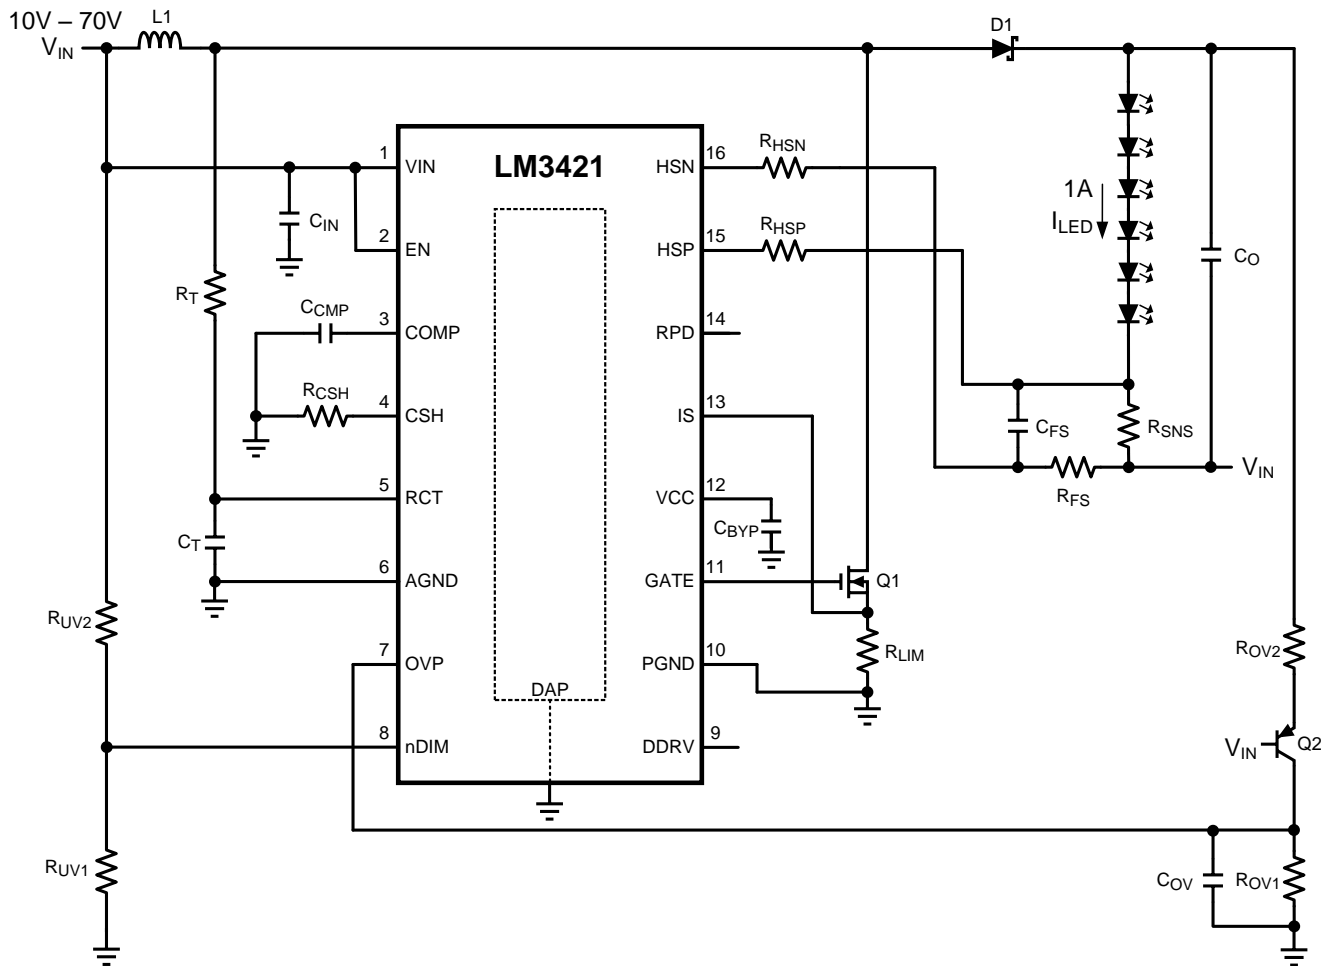 10V – 70V
VIN
L1
D1
LM3421
1
VIN
2
EN
3
COMP
4
CSH
5
RCT
6
AGND
7
OVP
8
nDIM
16
HSN
15
HSP
14
RPD
13
IS
12
VCC
11
GATE
10
PGND
9
DDRV
DAP
RHSN
RHSP
CIN
RT
CCMP
RCSH
CT
RUV2
RUV1
1A
ILED
CO
CFS
RSNS
RFS
VIN
CBYP
Q1
RLIM
ROV2
VIN
Q2
COV
ROV1